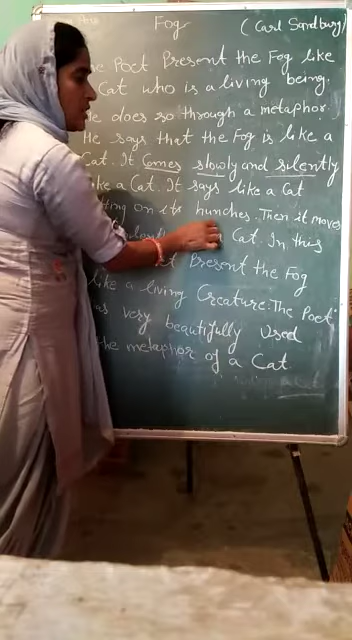 Fog (Carl Sandburg)
Poet Present the Fog like
Cat who is a living being.
He does so through a metaphor.
He says that the Fog is like a
Cat. It Comes slowly and silently
like a Cat. It says like a Cat
on its hunches. Then it moves
Cat. In this
Present the Fog
like a living Creature. The Poet
as very beautifully used
the metaphor of a Cat